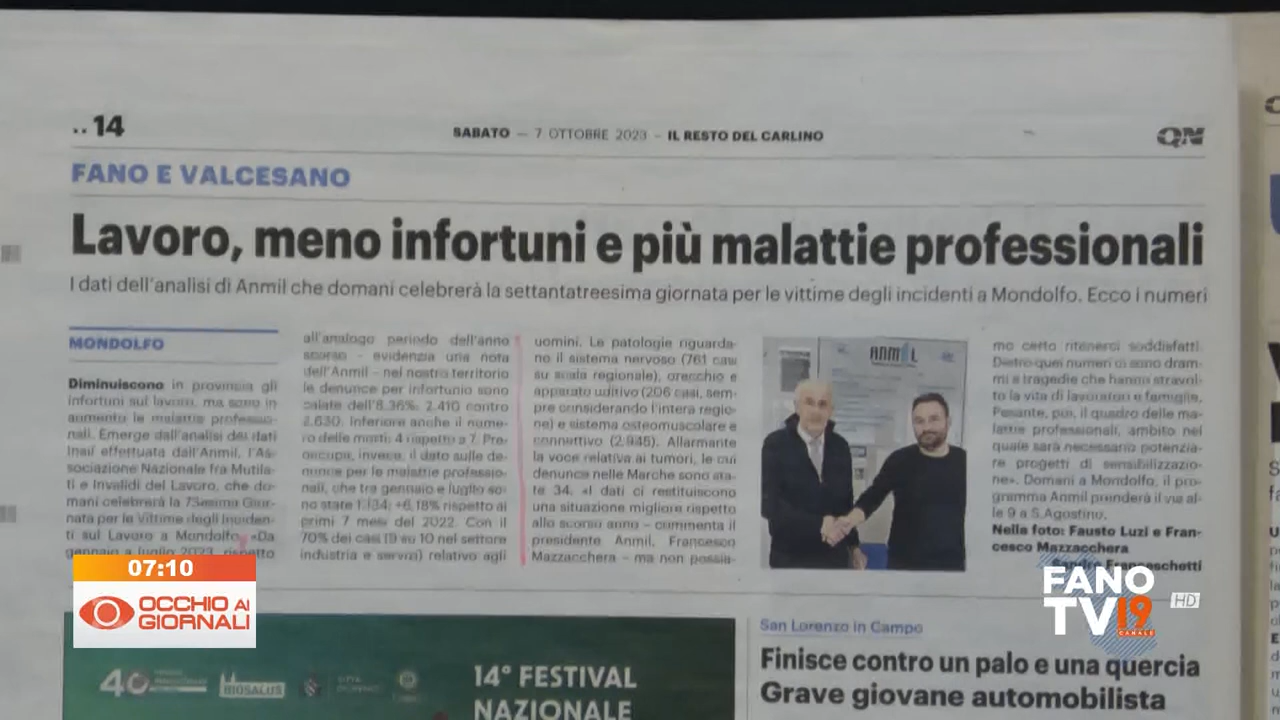 14
SABATO — 7 OTTOBRE 2023 – IL RESTO DEL CARLINO
QN
FANO E VALCESANO
Lavoro, meno infortuni e più malattie professionali
I dati dell'analisi di Anmil che domani celebrerà la settantatreesima giornata per le vittime degli incidenti a Mondolfo. Ecco i numeri
MONDOLFO
Diminuiscono in provincia gli
infortuni sul lavoro, ma sono in
aumento le malattie professio-
nali. Emerge dall'analisi dei dati
Inail effettuata dall'Anmil, l'As-
sociazione Nazionale fra Mutila-
ti e Invalidi del Lavoro, che do-
mani celebrerà la 73esima Gior-
nata per le Vittime degli Inciden-
ti sul Lavoro a Mondolfo. «Da
gennaio a luglio 2023, rispetto
all'analogo periodo dell'anno
scorso – evidenzia una nota
dell'Anmil – nel nostro territorio
le denunce per infortunio sono
calate dell'8,36%: 2.410 contro
2.630. Inferiore anche il nume-
ro delle morti: 4 rispetto a 7. Pre-
occupa, invece, il dato sulle de-
nunce per le malattie professio-
nali, che tra gennaio e luglio so-
no state 1.134: +6,18% rispetto ai
primi 7 mesi del 2022. Con il
70% dei casi (9 su 10 nel settore
industria e servizi) relativo agli
uomini. Le patologie riguarda-
no il sistema nervoso (761 casi
su scala regionale), orecchio e
apparato uditivo (206 casi, sem-
pre considerando l'intera regio-
ne) e sistema osteomuscolare e
connettivo (2.945). Allarmante
la voce relativa ai tumori, le cui
denunce nelle Marche sono sta-
te 34. «I dati ci restituiscono
una situazione migliore rispetto
allo scorso anno – commenta il
presidente Anmil, Francesco
Mazzacchera – ma non possia-
ANMIL
mo certo ritenerci soddisfatti.
Dietro quei numeri ci sono dram-
mi e tragedie che hanno stravol-
to la vita di lavoratori e famiglie.
Pesante, poi, il quadro delle ma-
lattie professionali, ambito nel
quale sarà necessario potenzia-
re progetti di sensibilizzazio-
ne». Domani a Mondolfo, il pro-
gramma Anmil prenderà il via al-
le 9 a S.Agostino.
Nella foto: Fausto Luzi e Fran-
cesco Mazzacchera
Sandro Franceschetti
07:10
OCCHIO AI
GIORNALI
FANO
TV 19
CANALE
HD
40
BIOSALUS
14° FESTIVAL
NAZIONALE
San Lorenzo in Campo
Finisce contro un palo e una quercia
Grave giovane automobilista